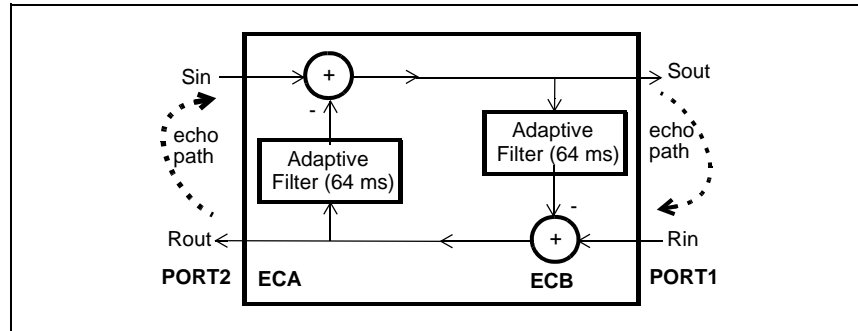 Sin
+
Sout
-
echo
path
Adaptive
Filter (64 ms)
Adaptive
Filter (64 ms)
echo
path
-
Rout
+
Rin
PORT2
ECA
ECB
PORT1